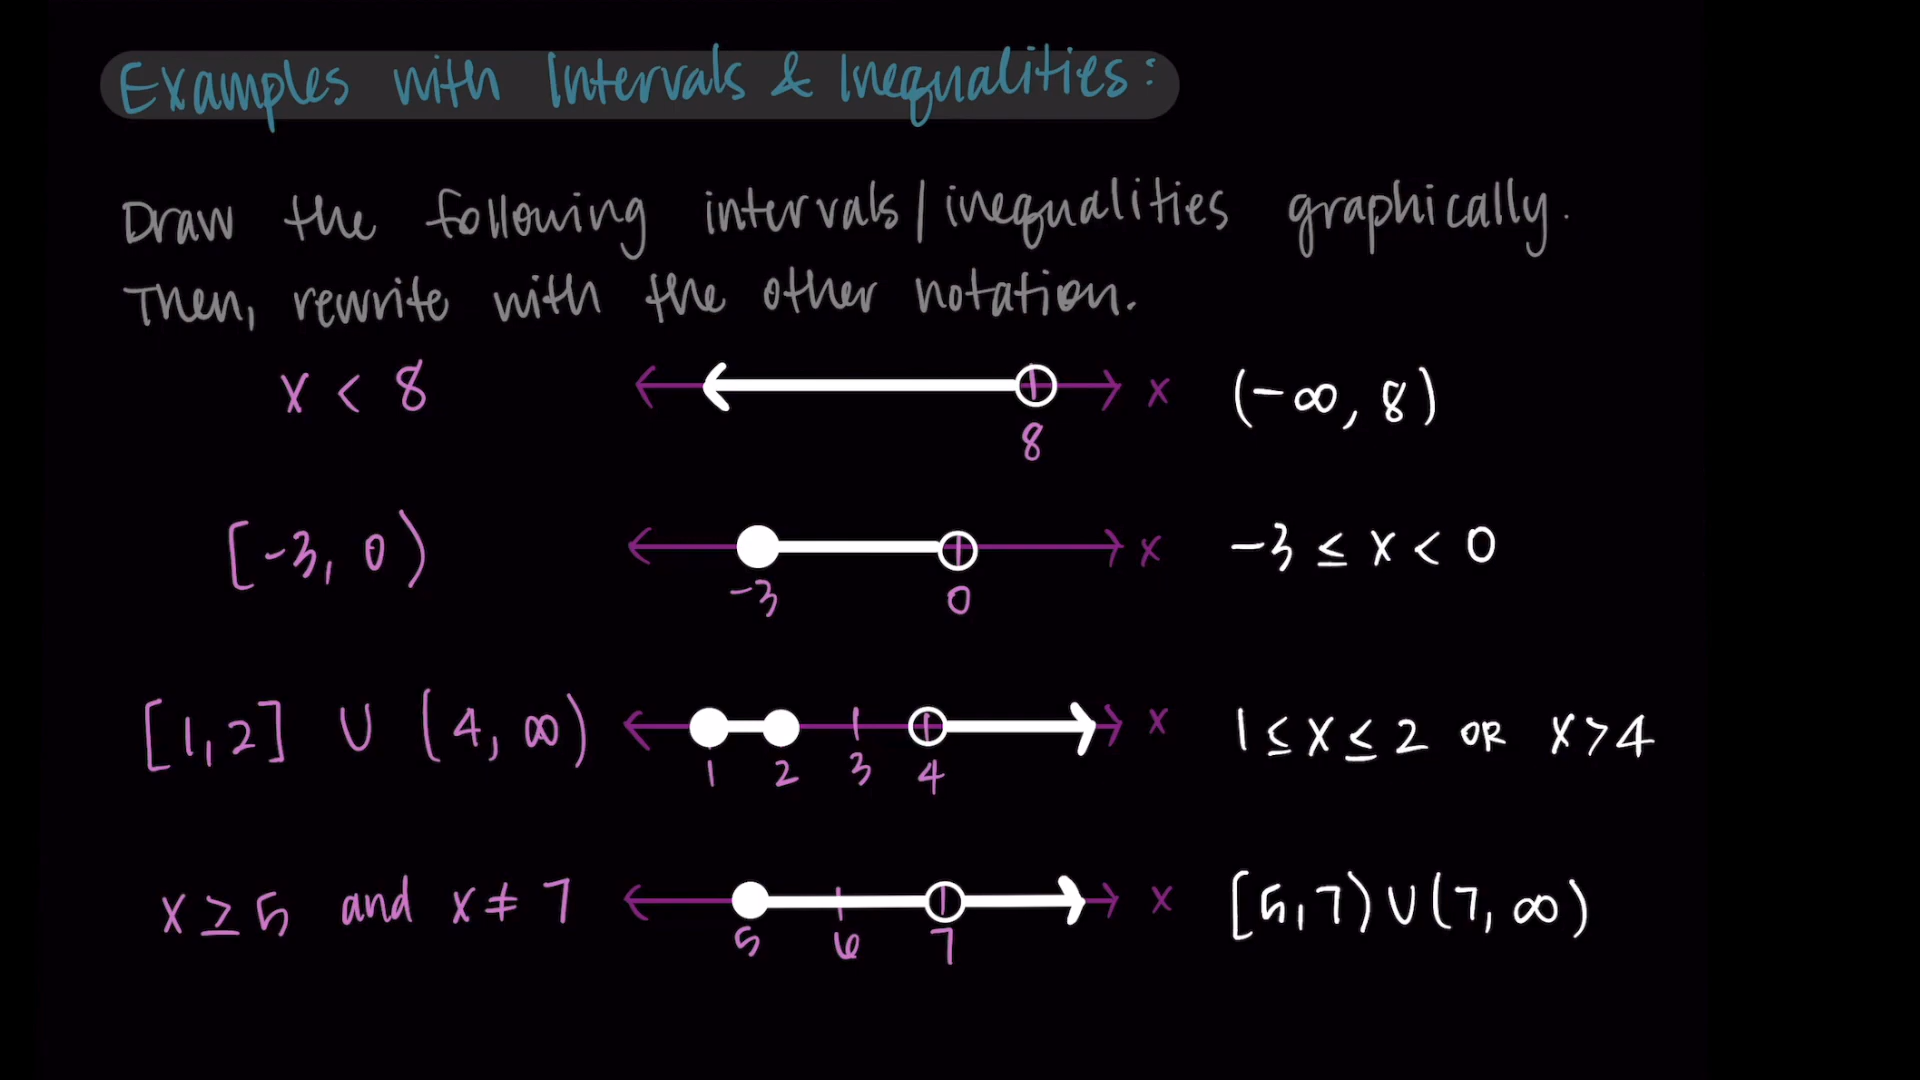 Examples with Intervals & Inequalities:
Draw the following intervals/inequalities graphically.
Then, rewrite with the other notation.
x < 8 x (-∞, 8)
8
[-3, 0) x -3 ≤ x < 0
-3 0
[1,2] ∪ (4, ∞) x 1 ≤ x ≤ 2 OR x > 4
1 2 3 4
x ≥ 5 and x ≠ 7 x [5,7) ∪ (7, ∞)
5 6 7